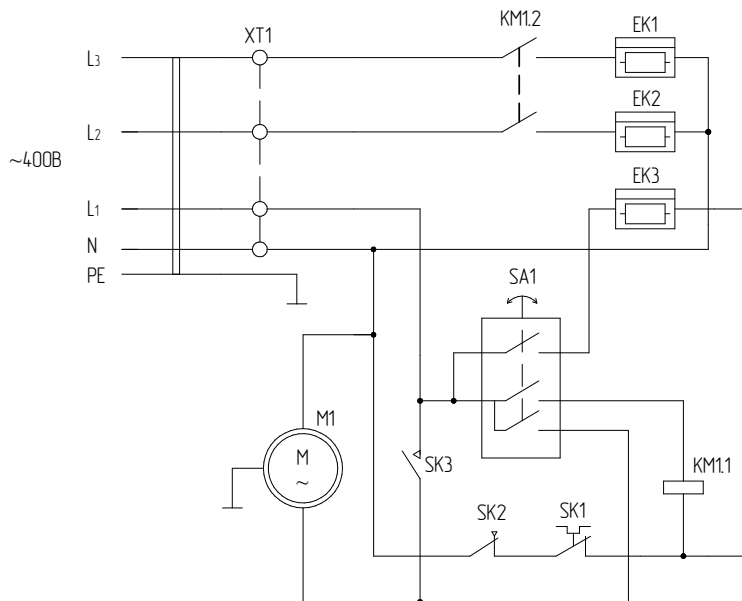 KM1.2
EK1
XT1
L3
EK2
L2
~400В
EK3
L1
N
SA1
PE
M1
M
~
SK3
KM1.1
SK2
SK1